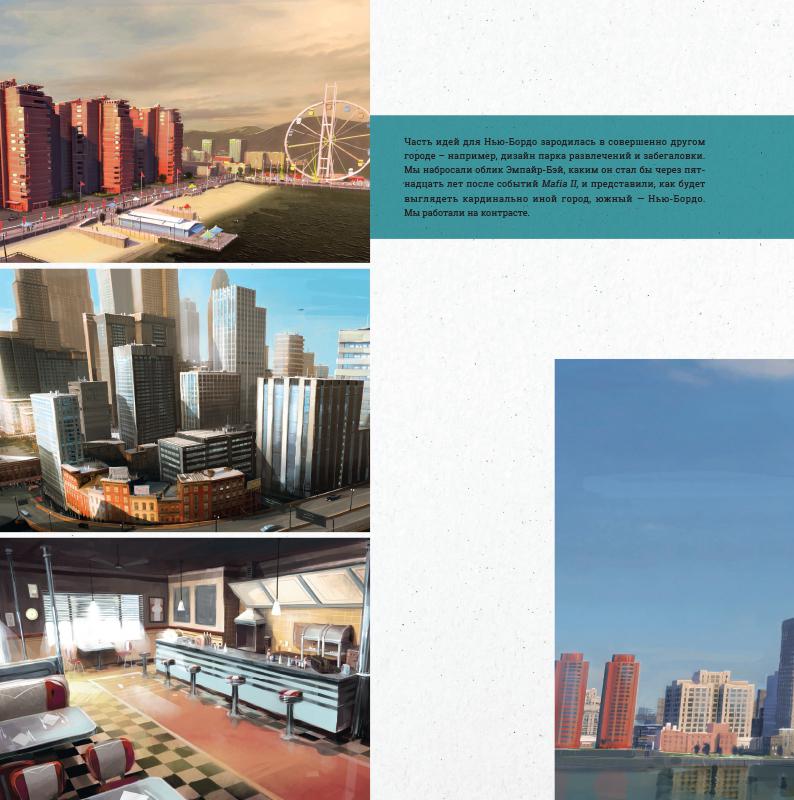 Часть идей для Нью-Бордо зародилась в совершенно другом
городе — например, дизайн парка развлечений и забегаловки.
Мы набросали облик Эмпайр-Бэй, каким он стал бы через пят-
надцать лет после событий Mafia II, и представили, как будет
выглядеть кардинально иной город, южный — Нью-Бордо.
Мы работали на контрасте.